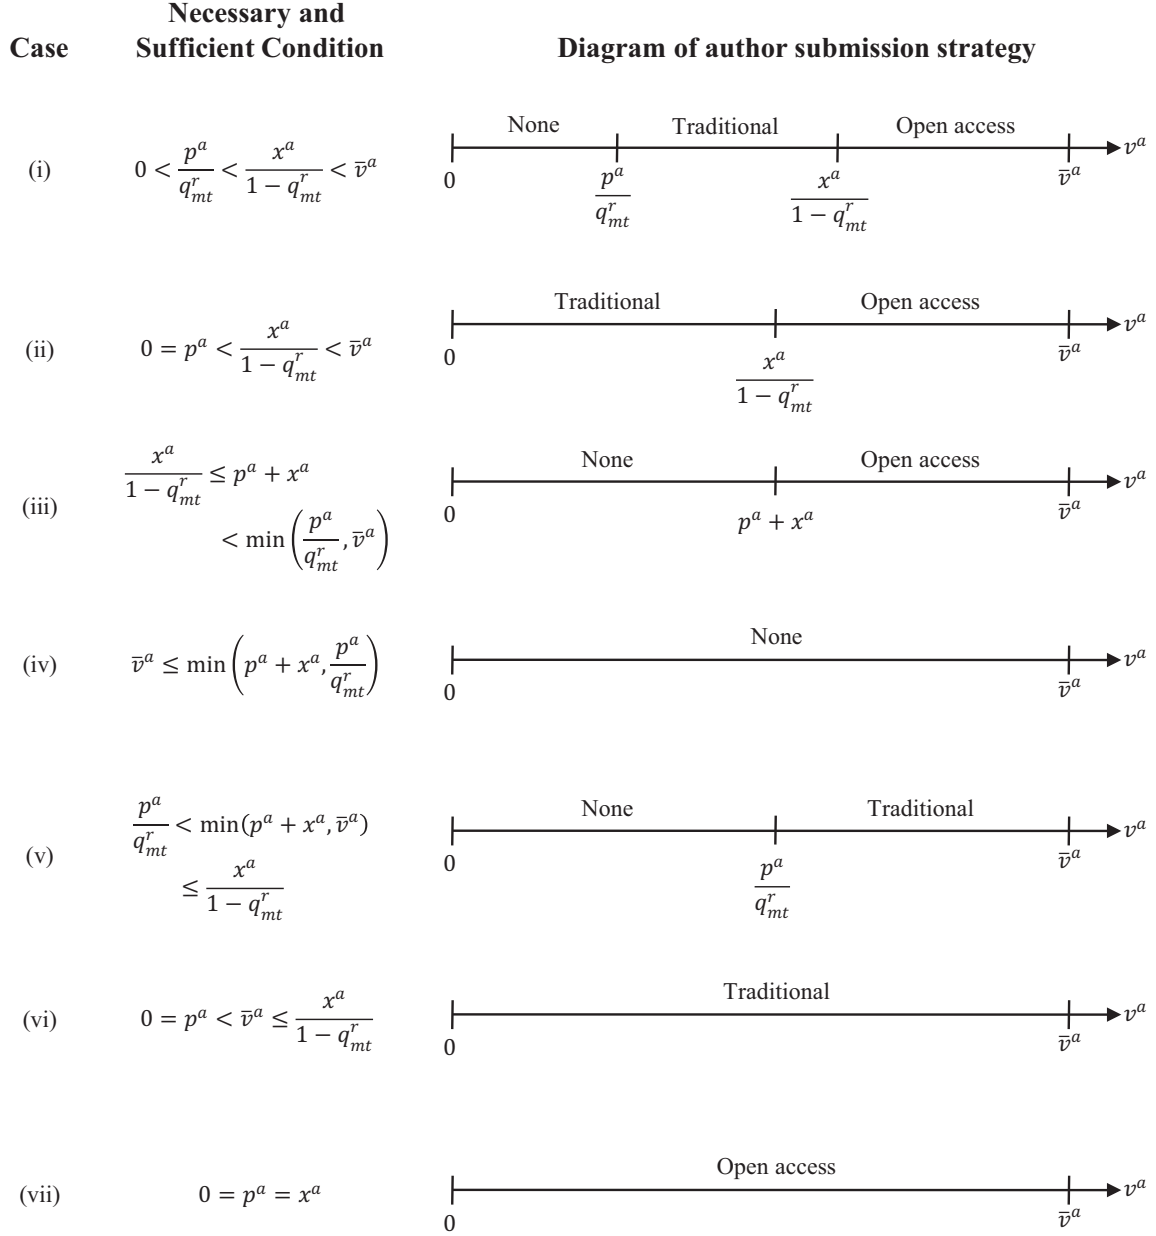 Case Necessary and Sufficient Condition Diagram of author submission strategy
(i) 0 < p^a/q^r_mt < x^a/(1 − q^r_mt) < v̄^a
None Traditional Open access v^a
0 p^a/q^r_mt x^a/(1 − q^r_mt) v̄^a
(ii) 0 = p^a < x^a/(1 − q^r_mt) < v̄^a
Traditional Open access v^a
0 x^a/(1 − q^r_mt) v̄^a
(iii) x^a/(1 − q^r_mt) ≤ p^a + x^a
< min(p^a/q^r_mt, v̄^a)
None Open access v^a
0 p^a + x^a v̄^a
(iv) v̄^a ≤ min(p^a + x^a, p^a/q^r_mt)
None v^a
0 v̄^a
(v) p^a/q^r_mt < min(p^a + x^a, v̄^a)
≤ x^a/(1 − q^r_mt)
None Traditional v^a
0 p^a/q^r_mt v̄^a
(vi) 0 = p^a < v̄^a ≤ x^a/(1 − q^r_mt)
Traditional v^a
0 v̄^a
(vii) 0 = p^a = x^a
Open access v^a
0 v̄^a